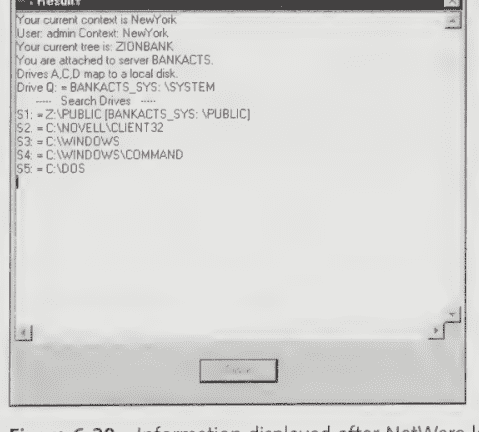 Results
Your current context is NewYork
User: admin Context: NewYork
Your current tree is: ZIONBANK
You are attached to server BANKACTS.
Drives A,C,D map to a local disk.
Drive Q: = BANKACTS_SYS: \SYSTEM
----- Search Drives -----
S1: = Z:\PUBLIC [BANKACTS_SYS: \PUBLIC]
S2: = C:\NOVELL\CLIENT32
S3: = C:\WINDOWS
S4: = C:\WINDOWS\COMMAND
S5: = C:\DOS
Information displayed after NetWare